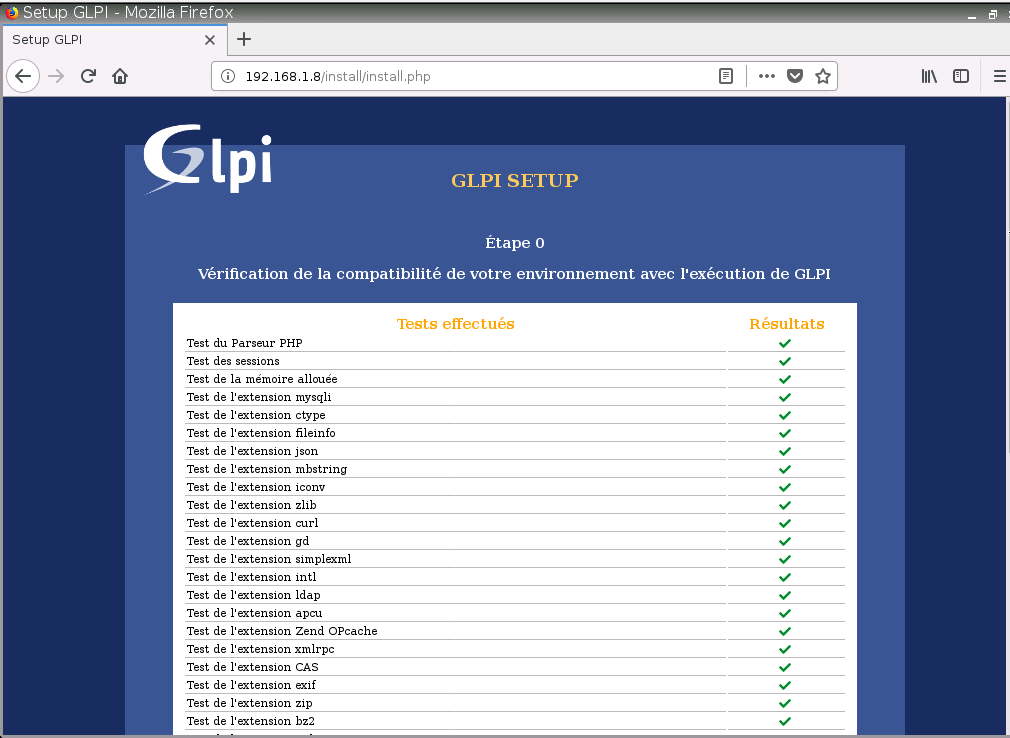 Setup GLPI - Mozilla Firefox
Setup GLPI
192.168.1.8/install/install.php
Glpi
GLPI SETUP
Étape 0
Vérification de la compatibilité de votre environnement avec l'exécution de GLPI
Tests effectués Résultats
Test du Parseur PHP
Test des sessions
Test de la mémoire allouée
Test de l'extension mysqli
Test de l'extension ctype
Test de l'extension fileinfo
Test de l'extension json
Test de l'extension mbstring
Test de l'extension iconv
Test de l'extension zlib
Test de l'extension curl
Test de l'extension gd
Test de l'extension simplexml
Test de l'extension intl
Test de l'extension ldap
Test de l'extension apcu
Test de l'extension Zend OPcache
Test de l'extension xmlrpc
Test de l'extension CAS
Test de l'extension exif
Test de l'extension zip
Test de l'extension bz2